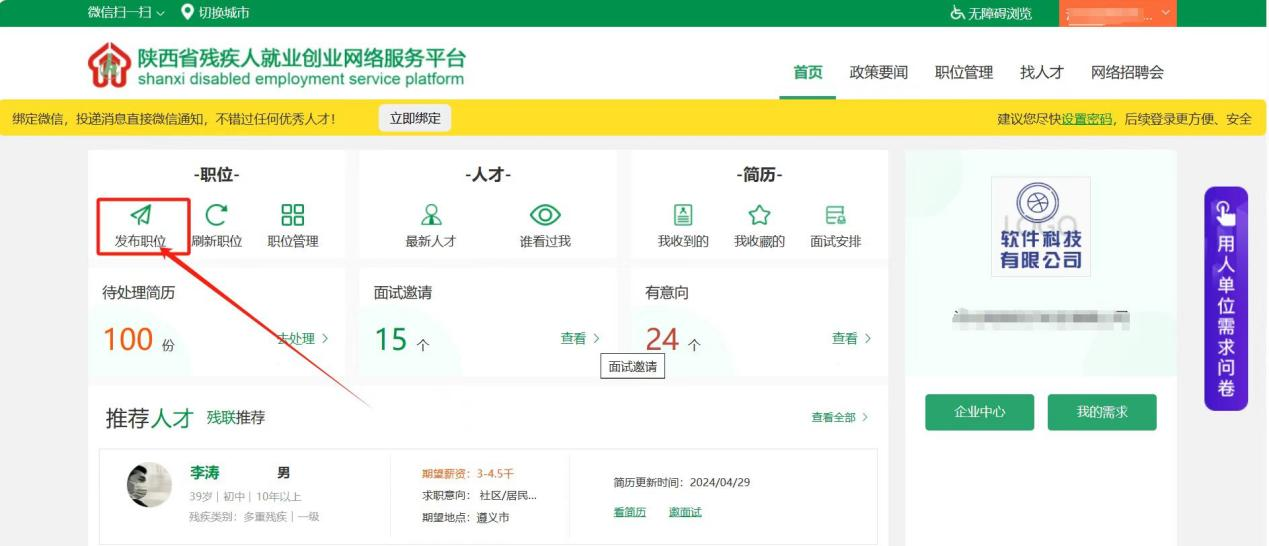 微信扫一扫 切换城市 无障碍浏览
陕西省残疾人就业创业网络服务平台
shanxi disabled employment service platform
首页 政策要闻 职位管理 找人才 网络招聘会
绑定微信，投递消息直接微信通知，不错过任何优秀人才！ 立即绑定 建议您尽快设置密码，后续登录更方便、安全
-职位- -人才- -简历-
发布职位 刷新职位 职位管理 最新人才 谁看过我 我收到的 我收藏的 面试安排
LOGO
软件科技
有限公司
用人单位需求问卷
待处理简历 面试邀请 有意向
100 份 去处理 15 个 查看 24 个 查看
面试邀请
推荐人才 残联推荐 查看全部
企业中心 我的需求
李涛 男
39岁 | 初中 | 10年以上
残疾类别：多重残疾 | 一级
期望薪资：3-4.5千
求职意向： 社区/居民...
期望地点：遵义市
简历更新时间：2024/04/29
看简历 邀面试